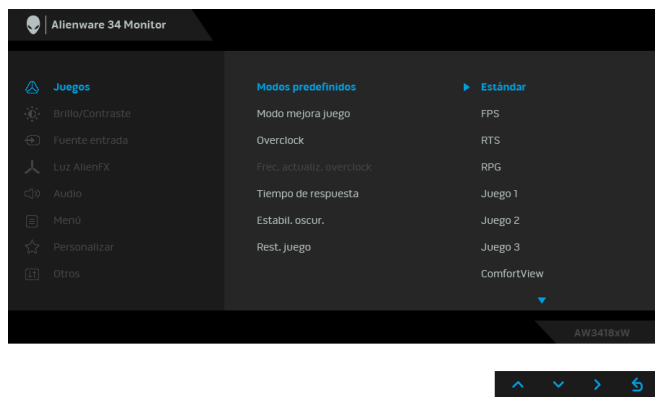 Alienware 34 Monitor
Juegos
Modos predefinidos
Estándar
Brillo/Contraste
Modo mejora juego
FPS
Fuente entrada
Overclock
RTS
Luz AlienFX
Frec. actualiz. overclock
RPG
Audio
Tiempo de respuesta
Juego 1
Menú
Estabil. oscur.
Juego 2
Personalizar
Rest. juego
Juego 3
Otros
ComfortView
AW3418xW